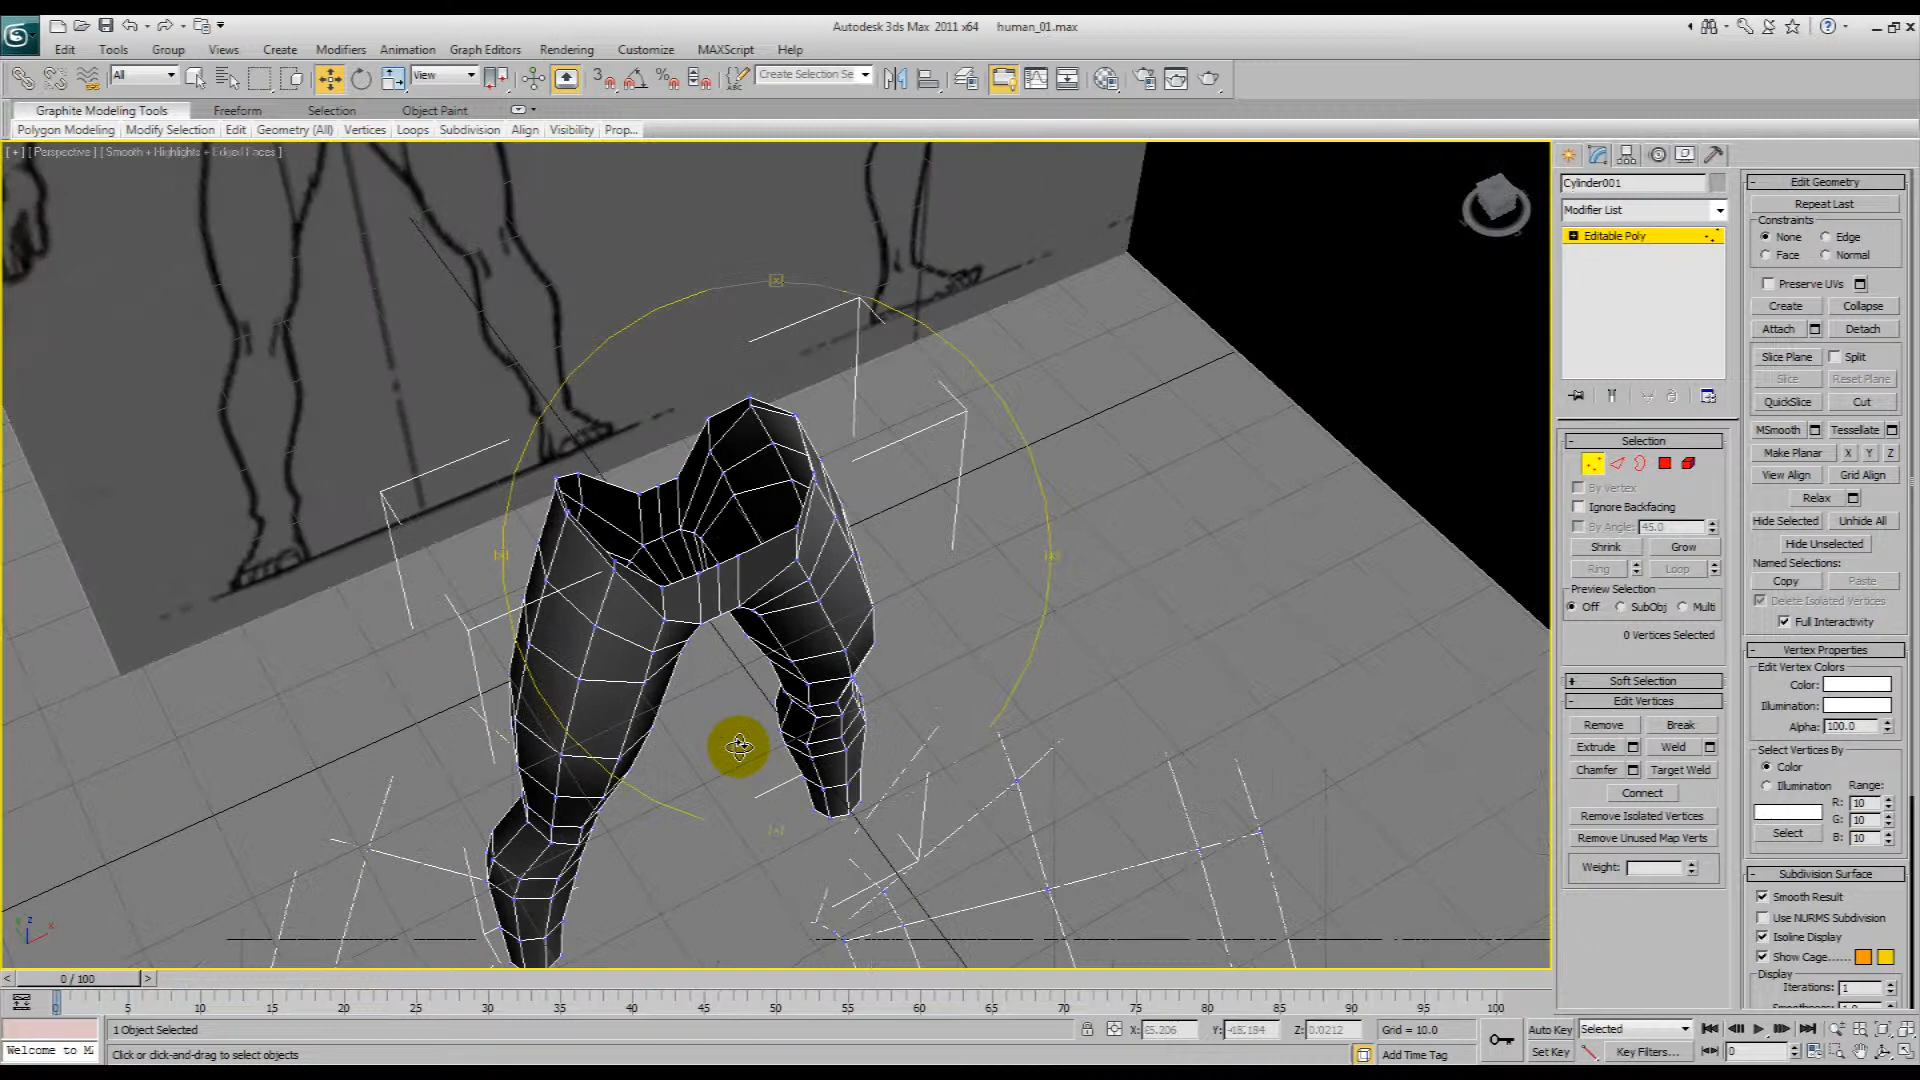 Autodesk 3ds Max 2011 x64 human_01.max
Edit Tools Group Views Create Modifiers Animation Graph Editors Rendering Customize MAXScript Help
All View Create Selection Se
Graphite Modeling Tools Freeform Selection Object Paint
Polygon Modeling Modify Selection Edit Geometry (All) Vertices Loops Subdivision Align Visibility Prop...
[ + ] [ Perspective ] [ Smooth + Highlights + Edged Faces ]
Cylinder001
Modifier List
Editable Poly
Selection
By Vertex
Ignore Backfacing
By Angle: 45.0
Shrink Grow
Ring Loop
Preview Selection
Off SubObj Multi
0 Vertices Selected
Soft Selection
Edit Vertices
Remove Break
Extrude Weld
Chamfer Target Weld
Connect
Remove Isolated Vertices
Remove Unused Map Verts
Weight:
Edit Geometry
Repeat Last
Constraints
None Edge
Face Normal
Preserve UVs
Create Collapse
Attach Detach
Slice Plane Split
Slice Reset Plane
QuickSlice Cut
MSmooth Tessellate
Make Planar X Y Z
View Align Grid Align
Relax
Hide Selected Unhide All
Hide Unselected
Named Selections:
Copy Paste
Delete Isolated Vertices
Full Interactivity
Vertex Properties
Edit Vertex Colors
Color:
Illumination:
Alpha: 100.0
Select Vertices By
Color
Illumination Range:
R: 10
G: 10
Select B: 10
Subdivision Surface
Smooth Result
Use NURMS Subdivision
Isoline Display
Show Cage......
Display
Iterations: 1
< 0 / 100 >
0 5 10 15 20 25 30 35 40 45 50 55 60 65 70 75 80 85 90 95 100
1 Object Selected X: Y: Z: 0.0212 Grid = 10.0 Auto Key Selected
Welcome to M Click or click-and-drag to select objects Add Time Tag Set Key Key Filters... 0